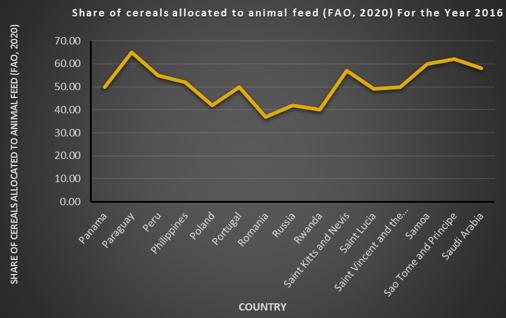 Share of cereals allocated to animal feed (FAO, 2020) For the Year 2016
SHARE OF CEREALS ALLOCATED TO ANIMAL FEED (FAO, 2020)
70.00
60.00
50.00
40.00
30.00
20.00
10.00
0.00
Panama
Paraguay
Peru
Philippines
Poland
Portugal
Romania
Russia
Rwanda
Saint Kitts and Nevis
Saint Lucia
Saint Vincent and the...
Samoa
Sao Tome and Principe
Saudi Arabia
COUNTRY